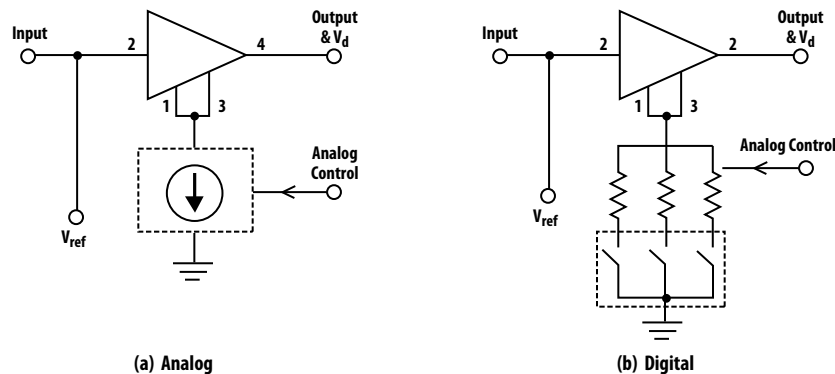 Output
& Vd
Input
2
4
1
3
Analog
Control
Vref
(a) Analog
Output
& Vd
Input
2
2
1
3
Analog Control
Vref
(b) Digital